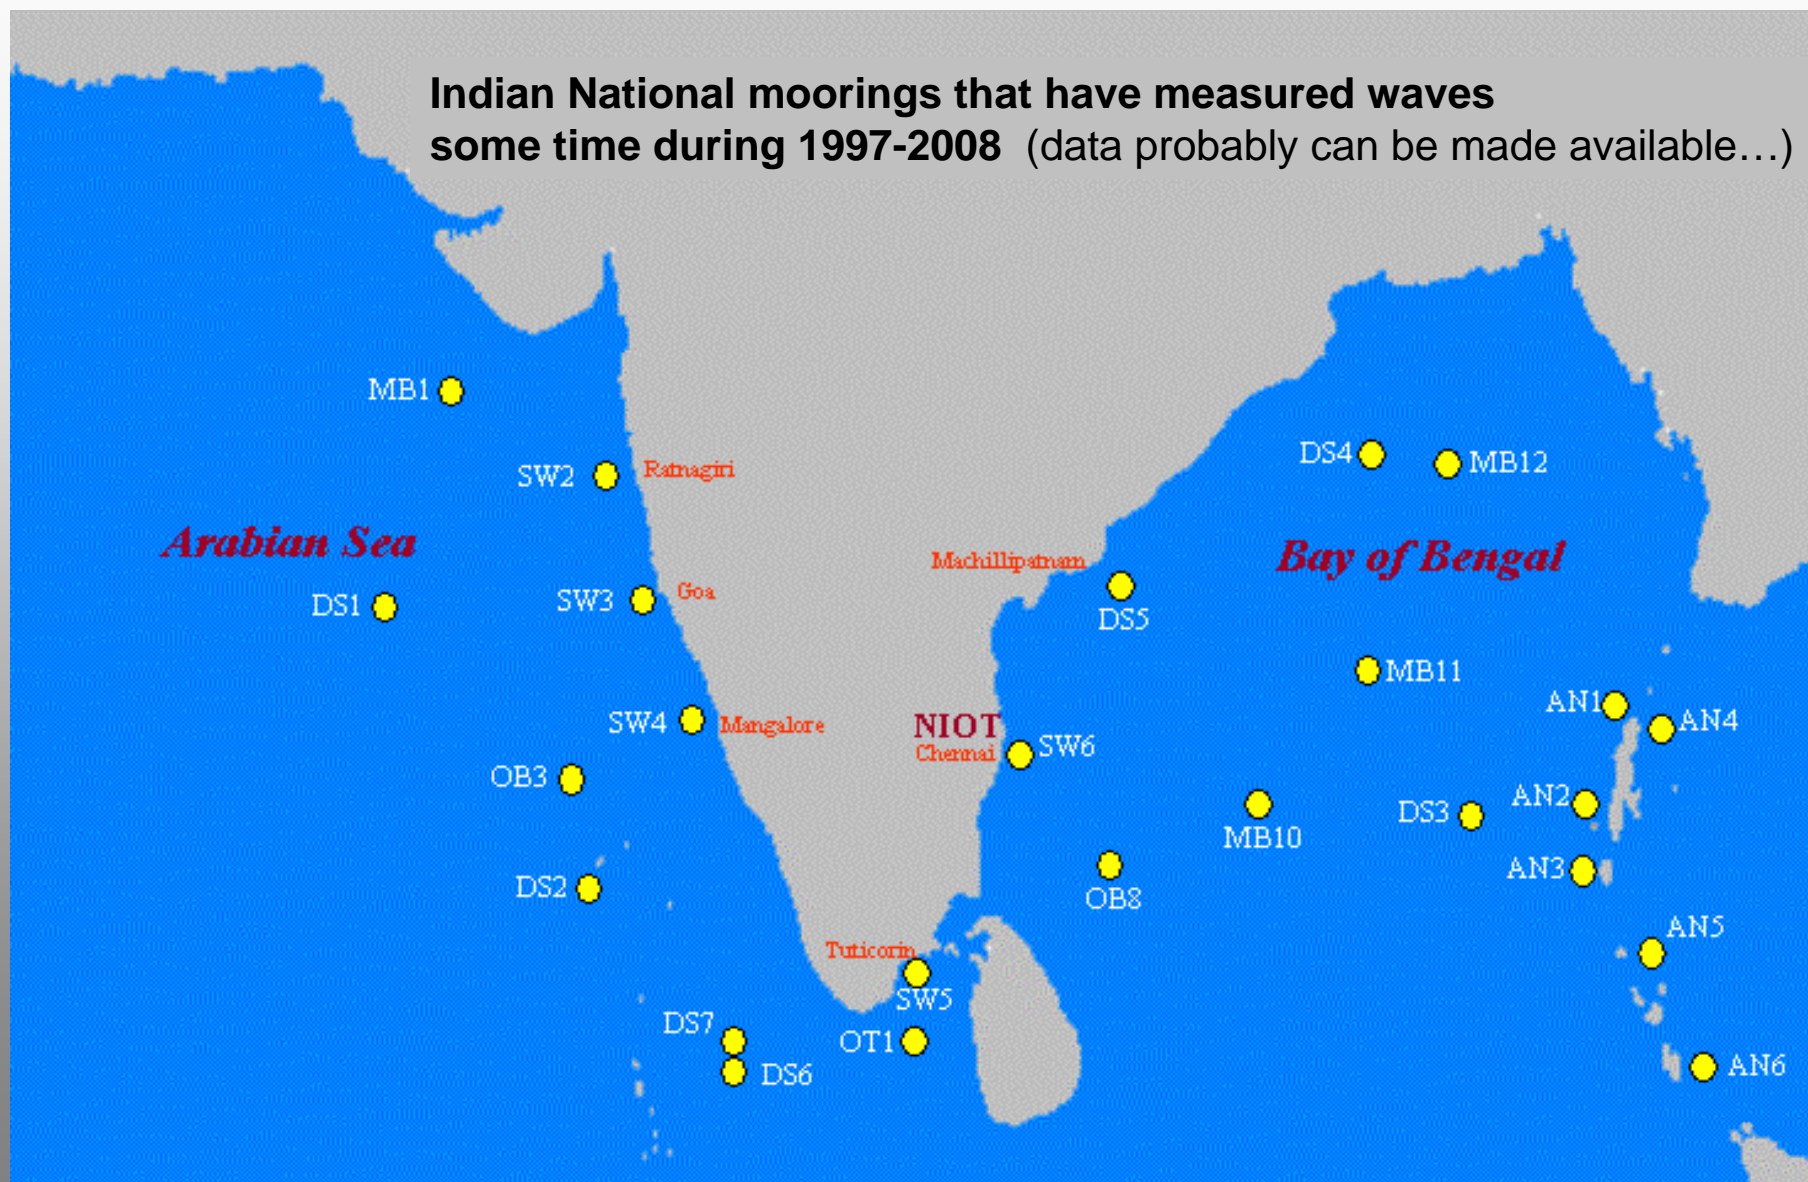 Indian National moorings that have measured waves
some time during 1997-2008 (data probably can be made available…)
MB1
SW2
Ratnagiri
DS4
MB12
Arabian Sea
Bay of Bengal
Machillipatnam
DS1
SW3
Goa
DS5
MB11
AN1
AN4
SW4
Mangalore
NIOT
Chennai
SW6
OB3
MB10
DS3
AN2
AN3
DS2
OB8
AN5
Tuticorin
SW5
DS7
OT1
DS6
AN6